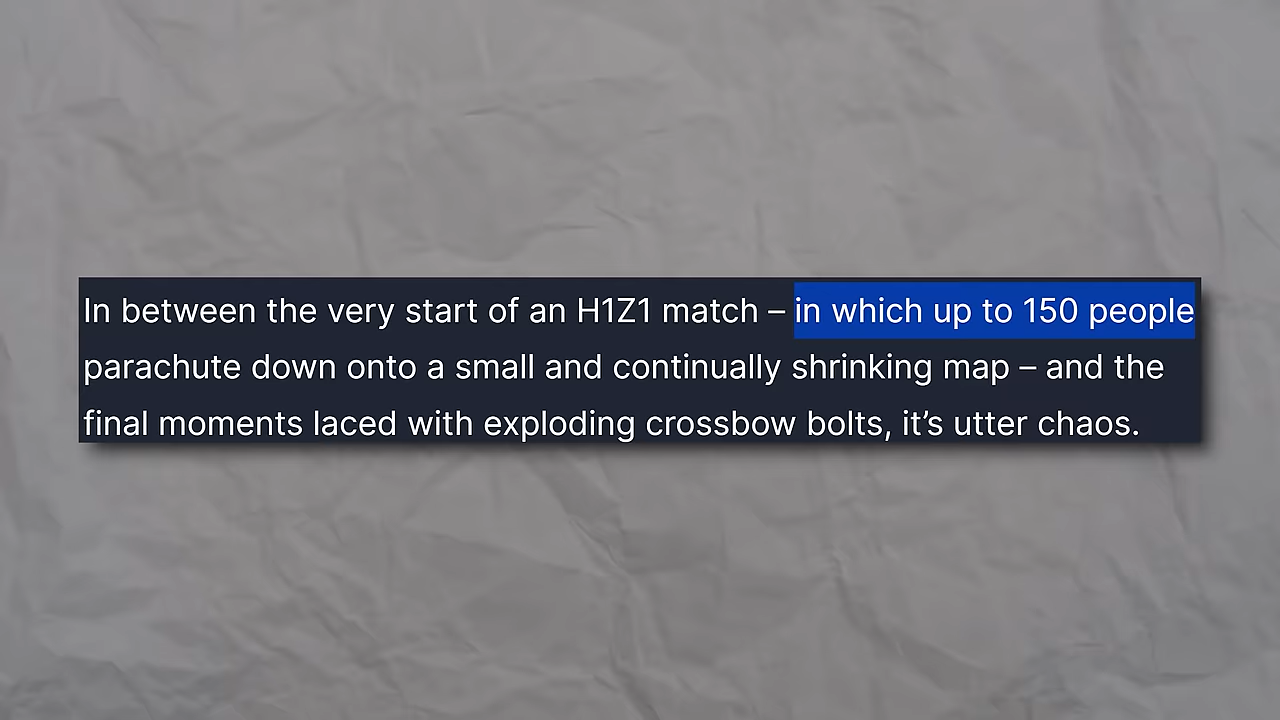 In between the very start of an H1Z1 match – in which up to 150 people
parachute down onto a small and continually shrinking map – and the
final moments laced with exploding crossbow bolts, it’s utter chaos.